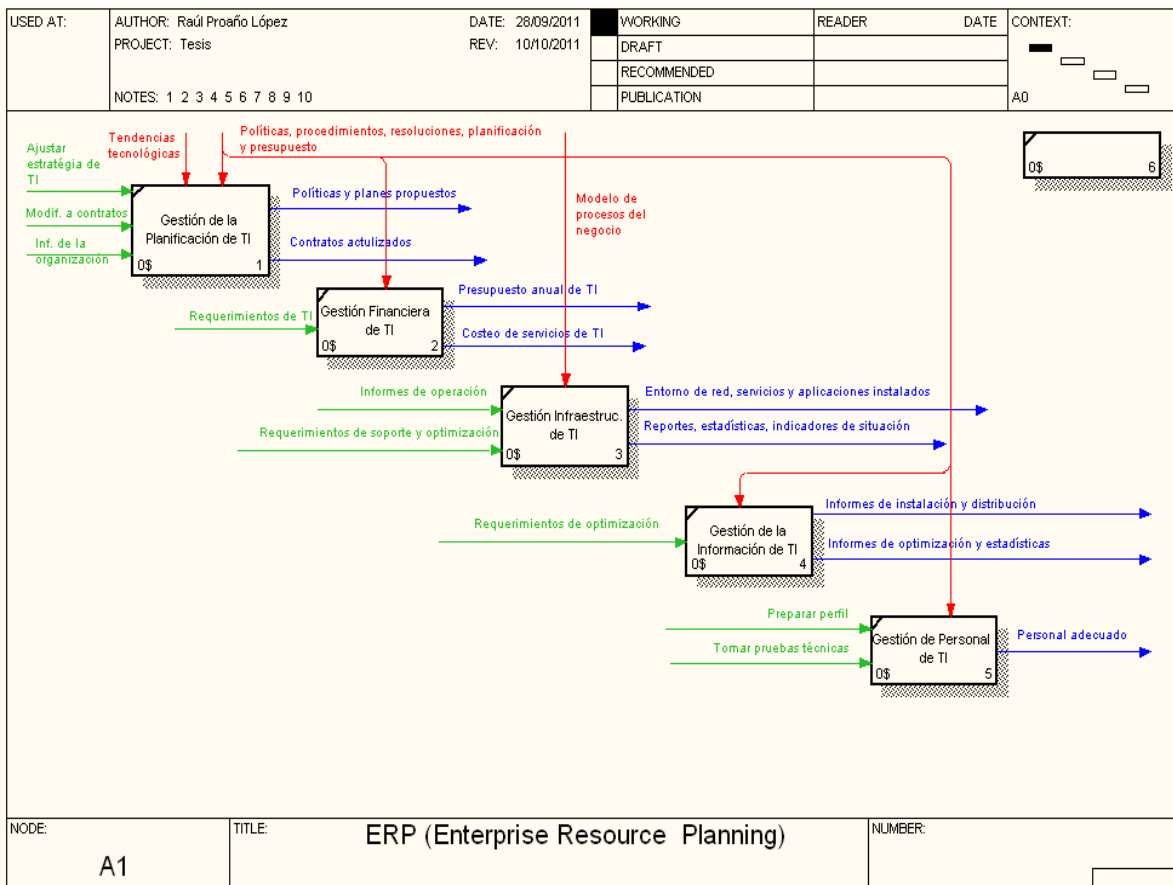 USED AT:
AUTHOR: Raúl Proaño López
DATE: 28/09/2011
PROJECT: Tesis
REV: 10/10/2011
NOTES: 1 2 3 4 5 6 7 8 9 10
WORKING
DRAFT
RECOMMENDED
PUBLICATION
READER
DATE
CONTEXT:
A0
Ajustar
estratégia de
TI
Tendencias
tecnológicas
Políticas, procedimientos, resoluciones, planificación
y presupuesto
0$ 6
Modif. a contratos
Inf. de la
organización
Gestión de la
Planificación de TI
0$ 1
Políticas y planes propuestos
Contratos actulizados
Modelo de
procesos del
negocio
Requerimientos de TI
Gestión Financiera
de TI
0$ 2
Presupuesto anual de TI
Costeo de servicios de TI
Informes de operación
Requerimientos de soporte y optimización
Gestión Infraestruc.
de TI
0$ 3
Entorno de red, servicios y aplicaciones instalados
Reportes, estadísticas, indicadores de situación
Requerimientos de optimización
Gestión de la
Información de TI
0$ 4
Informes de instalación y distribución
Informes de optimización y estadísticas
Preparar perfil
Tomar pruebas técnicas
Gestión de Personal
de TI
0$ 5
Personal adecuado
NODE:
A1
TITLE:
ERP (Enterprise Resource Planning)
NUMBER: